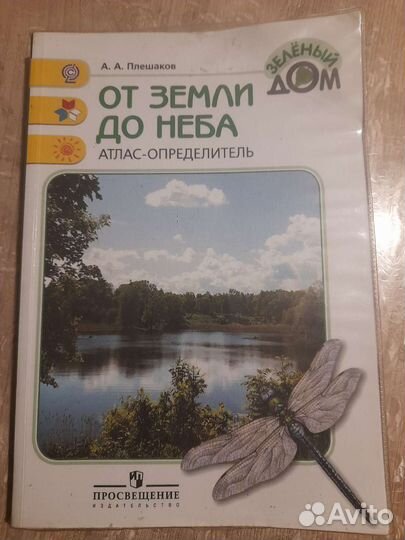 А. А. Плешаков
ЗЕЛЁНЫЙ
ДОМ
ОТ ЗЕМЛИ
ДО НЕБА
АТЛАС-ОПРЕДЕЛИТЕЛЬ
ПРОСВЕЩЕНИЕ
ИЗДАТЕЛЬСТВО
Avito